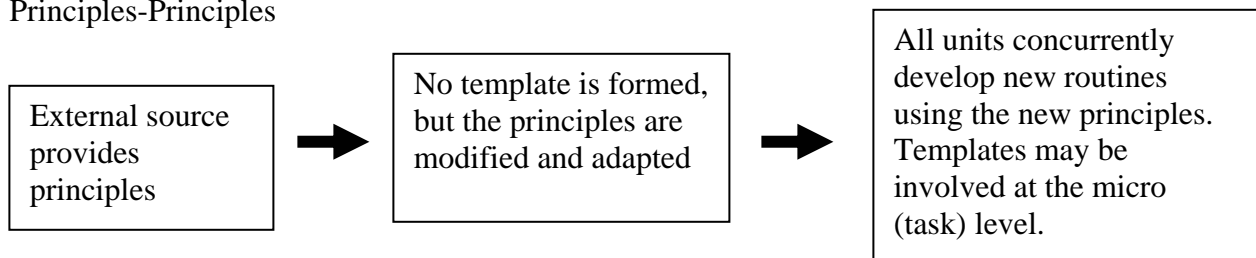 Principles-Principles
External source
provides
principles
No template is formed,
but the principles are
modified and adapted
All units concurrently
develop new routines
using the new principles.
Templates may be
involved at the micro
(task) level.